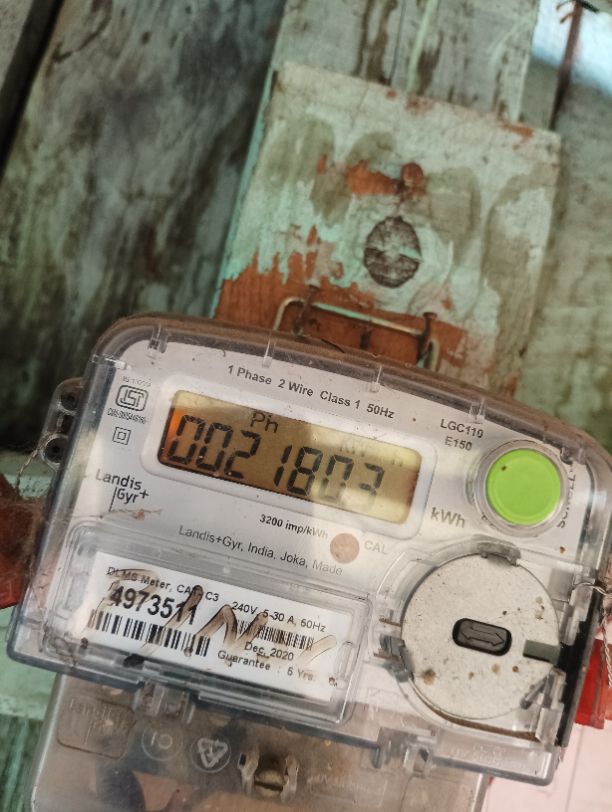 1 Phase 2 Wire Class 1 50Hz
LGC110
E150
Ph
0021803
kWh
Landis
Gyr+
3200 imp/kWh
CAL
Landis+Gyr, India, Joka, Made
DLMS Meter, CAT-C3
4973511
240V 5-30 A, 50Hz
Dec, 2020
Guarantee : 6 Yrs.